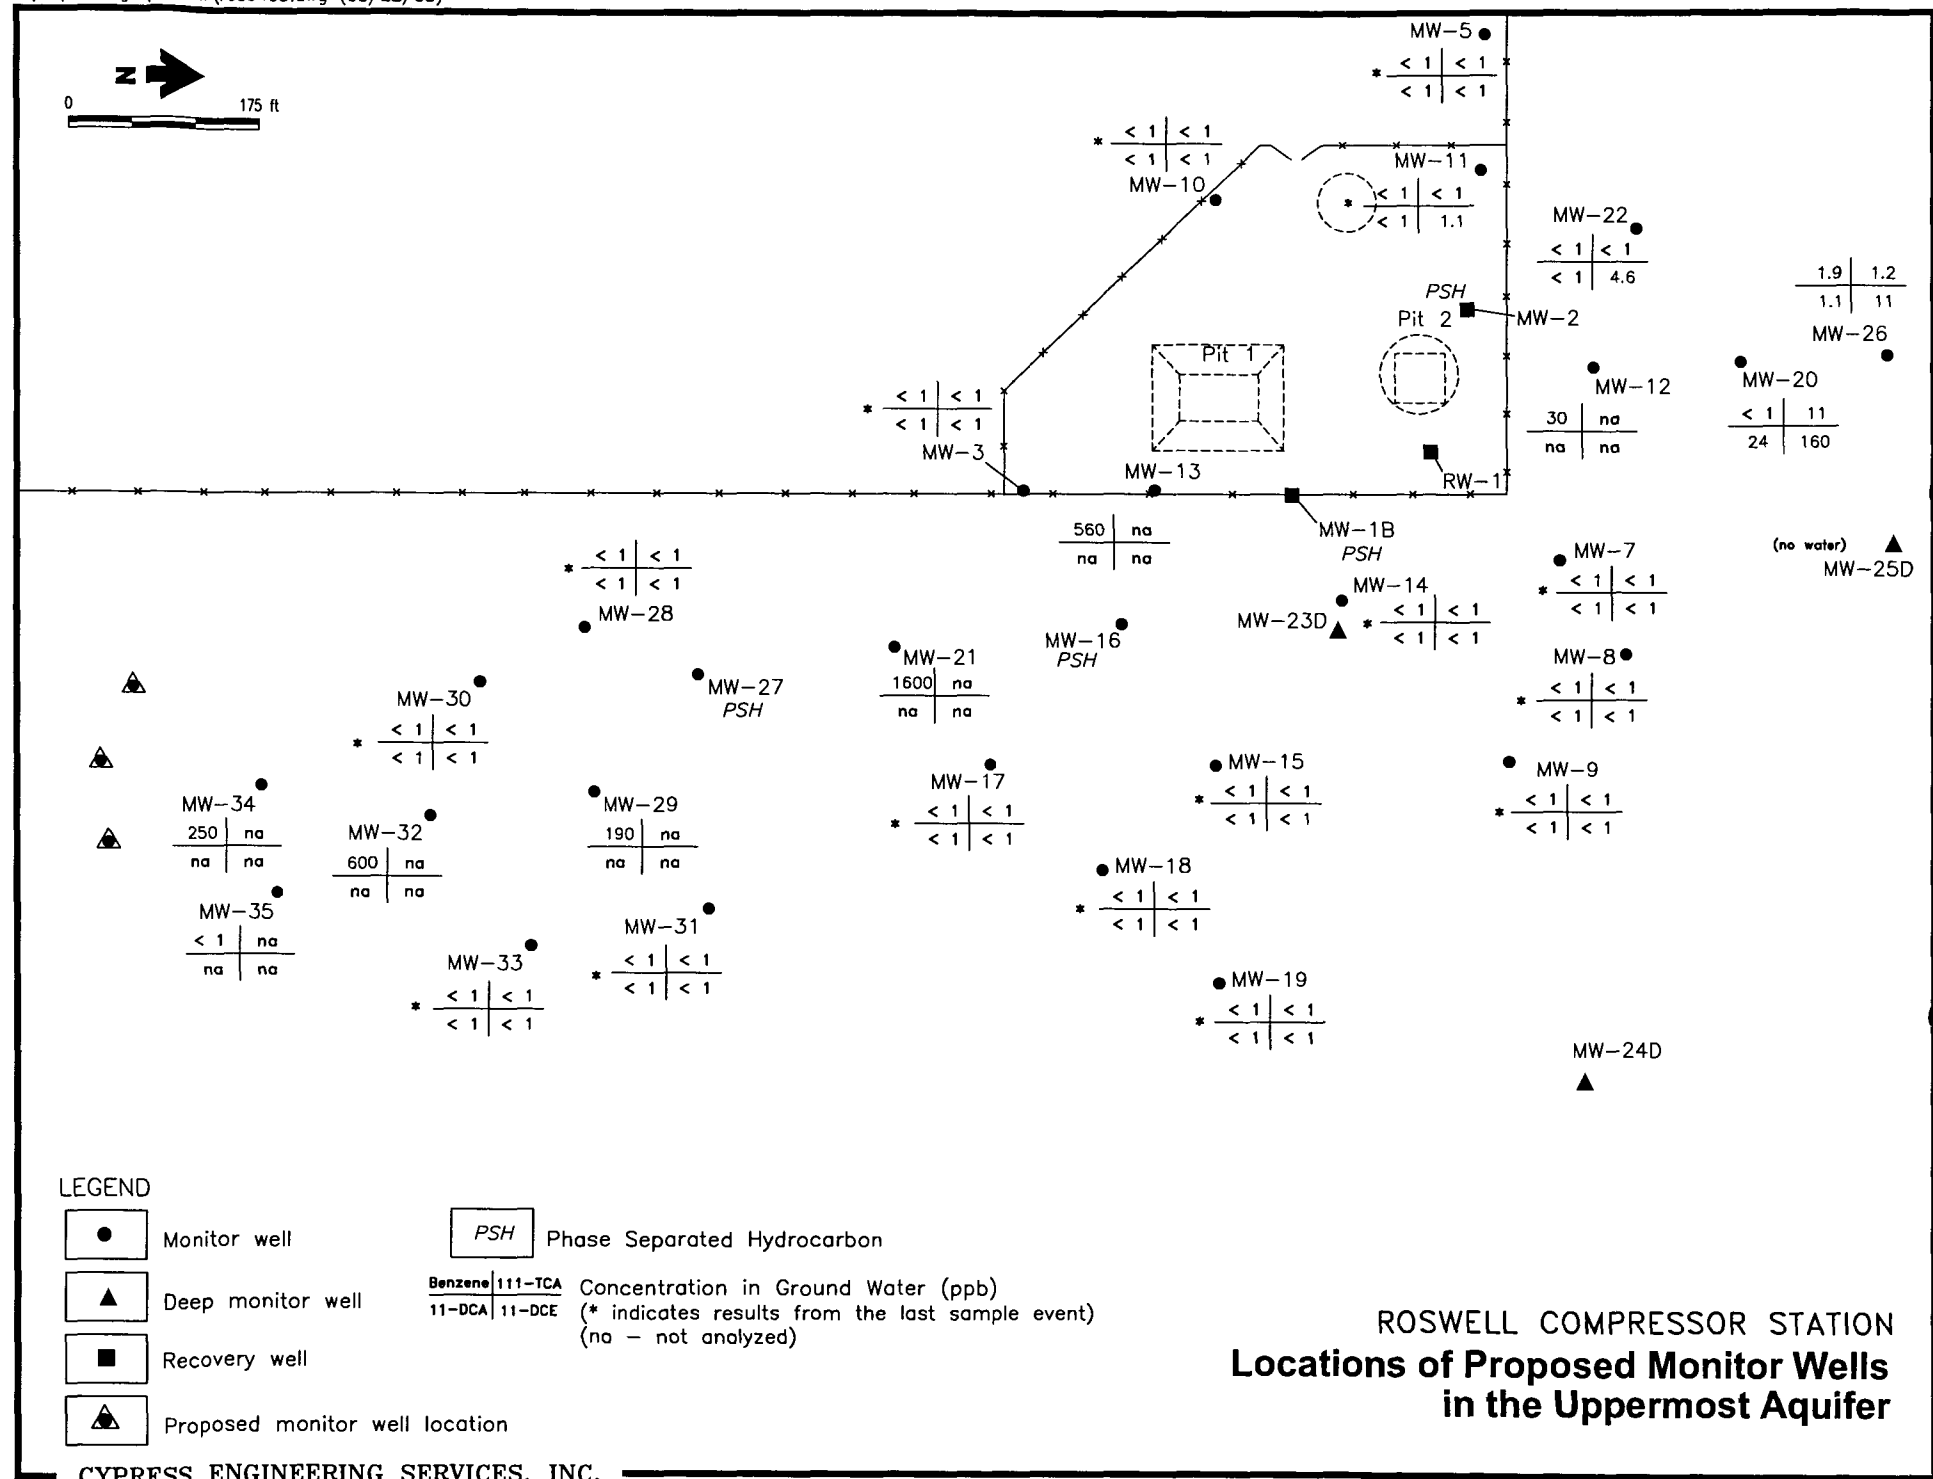 N
0 175 ft
MW-5
* < 1 < 1
< 1 < 1
* < 1 < 1
< 1 < 1
MW-10
MW-11
* < 1 < 1
< 1 1.1
MW-22
< 1 < 1
< 1 4.6
1.9 1.2
1.1 11
MW-26
PSH
Pit 2
MW-2
Pit 1
MW-12
30 na
na na
MW-20
< 1 11
24 160
* < 1 < 1
< 1 < 1
MW-3
MW-13
RW-1
560 na
na na
MW-1B
PSH
(no water)
MW-25D
* < 1 < 1
< 1 < 1
MW-28
MW-7
* < 1 < 1
< 1 < 1
MW-14
* < 1 < 1
< 1 < 1
MW-23D
MW-16
PSH
MW-21
1600 na
na na
MW-8
* < 1 < 1
< 1 < 1
MW-27
PSH
MW-30
* < 1 < 1
< 1 < 1
MW-17
* < 1 < 1
< 1 < 1
MW-15
* < 1 < 1
< 1 < 1
MW-9
* < 1 < 1
< 1 < 1
MW-34
250 na
na na
MW-32
600 na
na na
MW-29
190 na
na na
MW-18
* < 1 < 1
< 1 < 1
MW-35
< 1 na
na na
MW-33
* < 1 < 1
< 1 < 1
MW-31
* < 1 < 1
< 1 < 1
MW-19
* < 1 < 1
< 1 < 1
MW-24D
LEGEND
Monitor well
Deep monitor well
Recovery well
Proposed monitor well location
PSH Phase Separated Hydrocarbon
Benzene 111-TCA
11-DCA 11-DCE
Concentration in Ground Water (ppb)
(* indicates results from the last sample event)
(na - not analyzed)
ROSWELL COMPRESSOR STATION
Locations of Proposed Monitor Wells
in the Uppermost Aquifer
CYPRESS ENGINEERING SERVICES, INC.